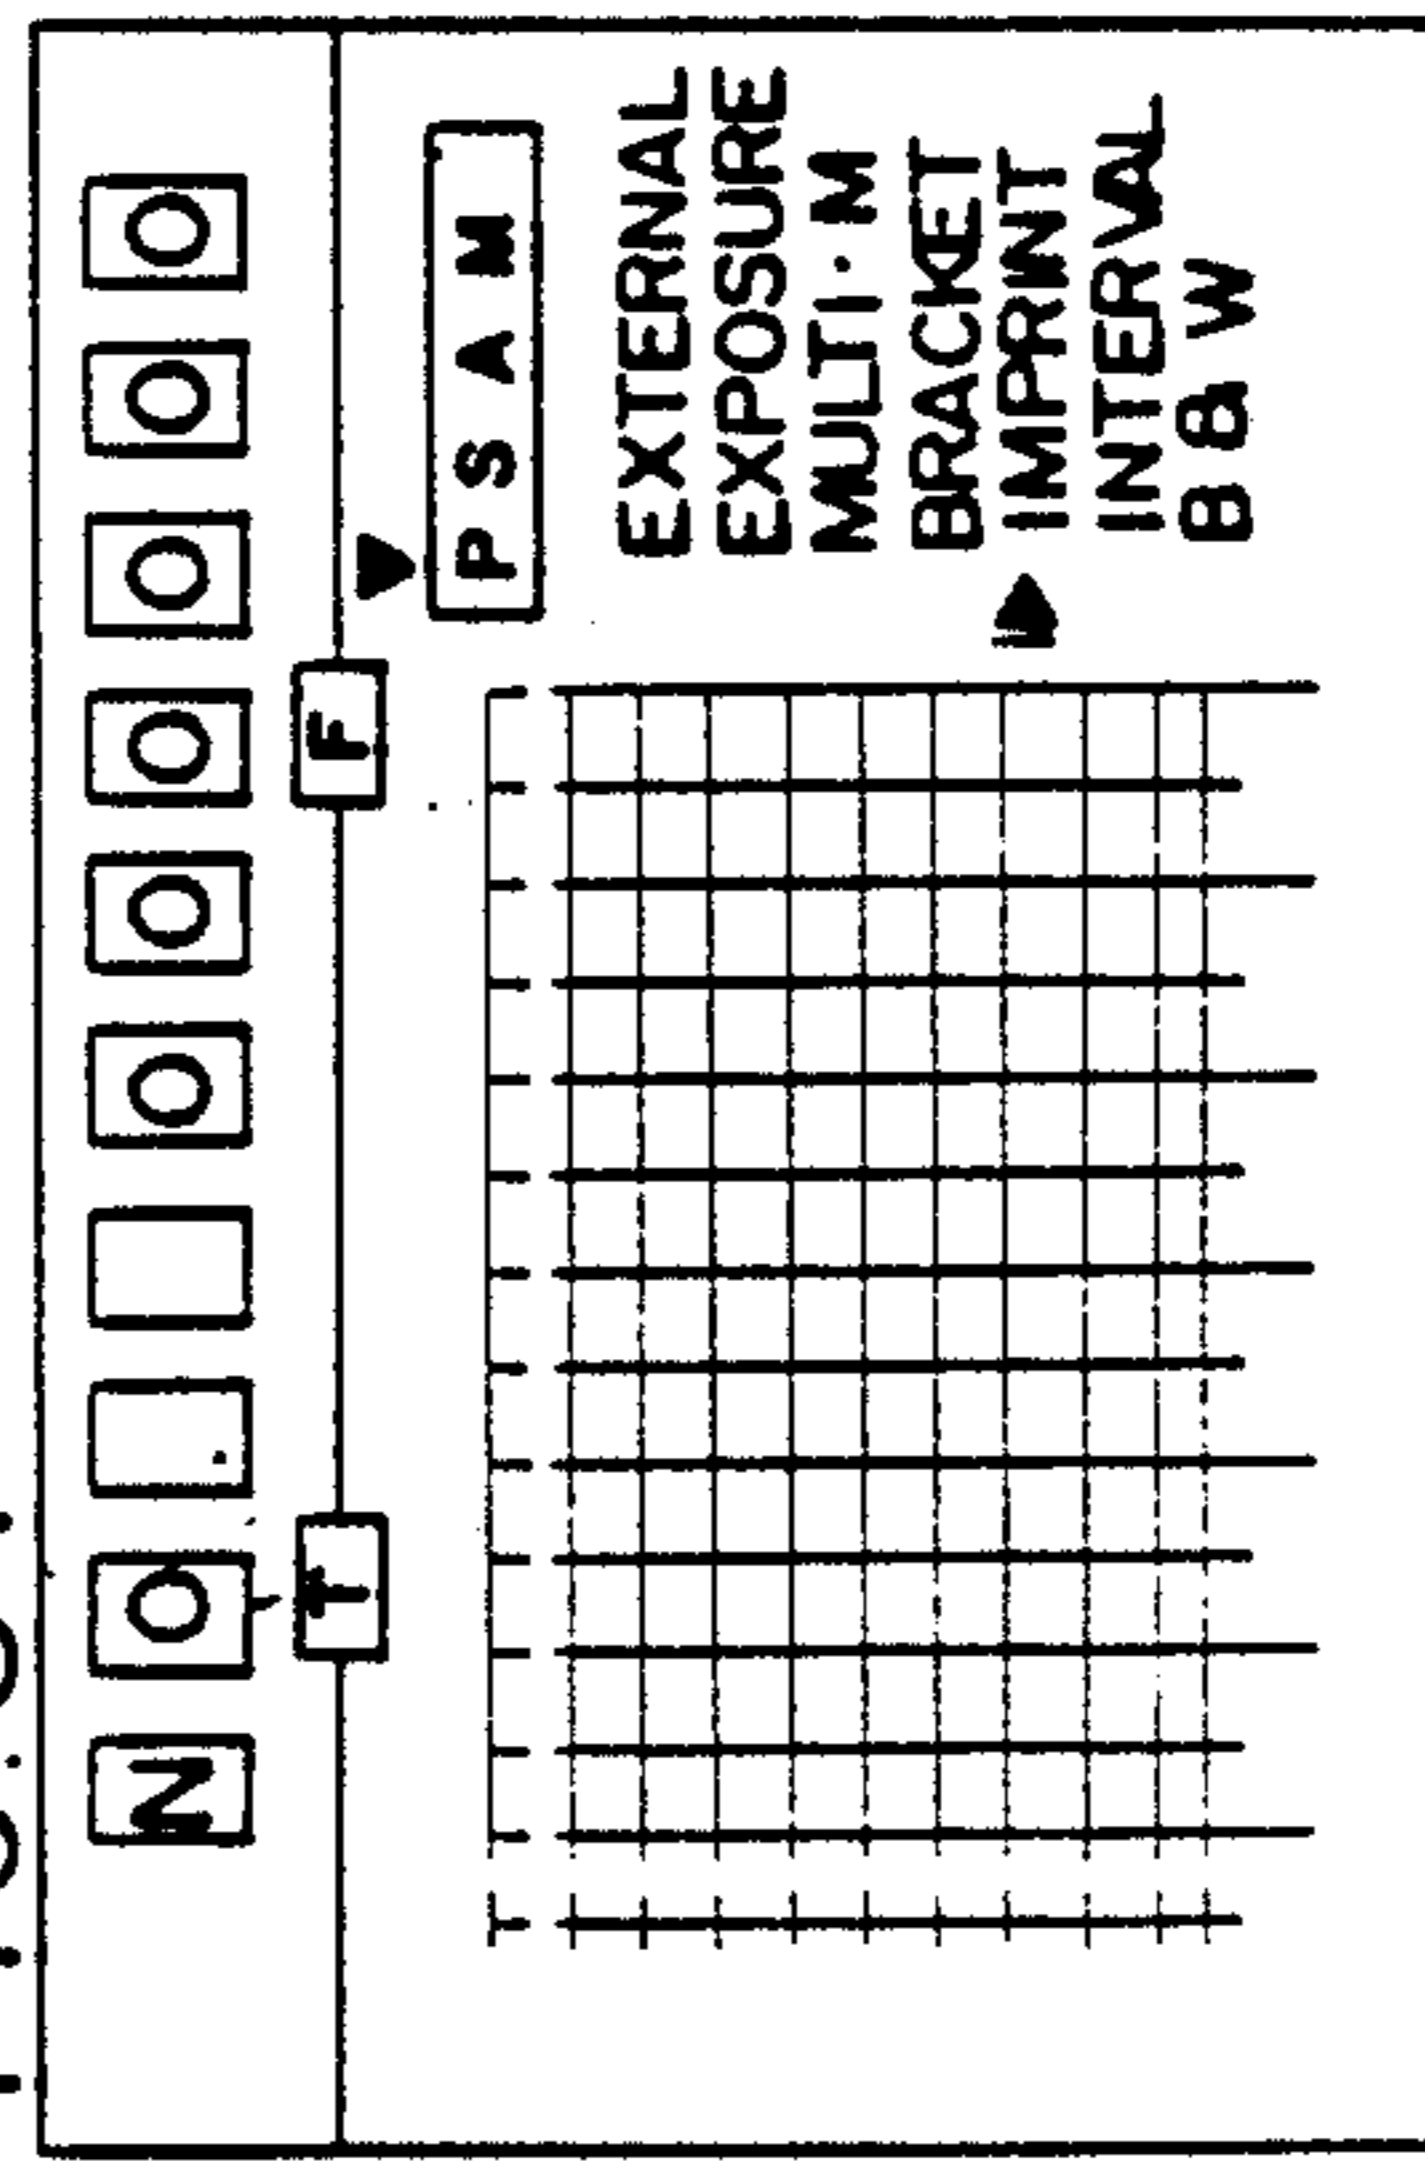 N O O O O O O O
T F
P S A M
EXTERNAL
EXPOSURE
MULTI·M
BRACKET
IMPRINT
INTERVAL
B & W